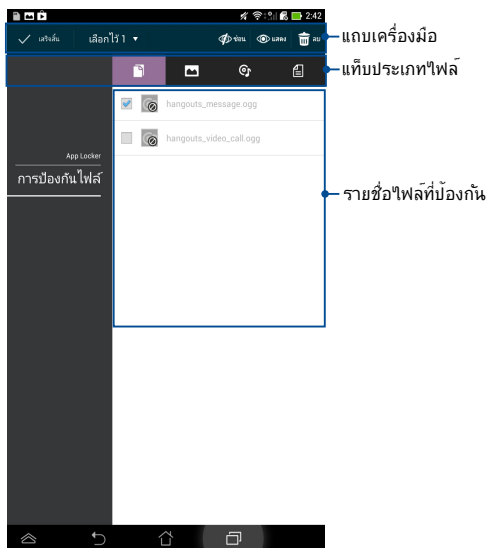 2:42
เสร็จสิ้น เลือกไว้ 1 ซ่อน แสดง ลบ
แถบเครื่องมือ
แท็บประเภทไฟล์
hangouts_message.ogg
hangouts_video_call.ogg
App Locker
การป้องกันไฟล์
รายชื่อไฟล์ที่ป้องกัน